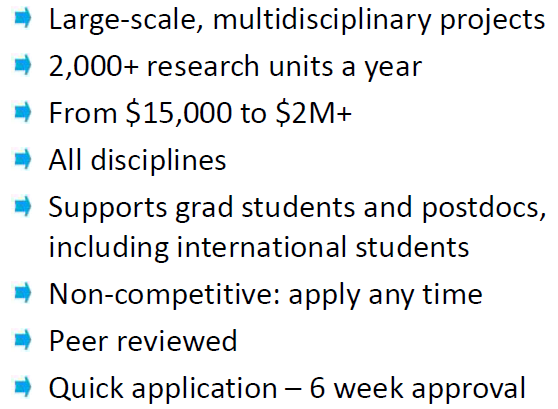 Large-scale, multidisciplinary projects
2,000+ research units a year
From $15,000 to $2M+
All disciplines
Supports grad students and postdocs,
including international students
Non-competitive: apply any time
Peer reviewed
Quick application – 6 week approval